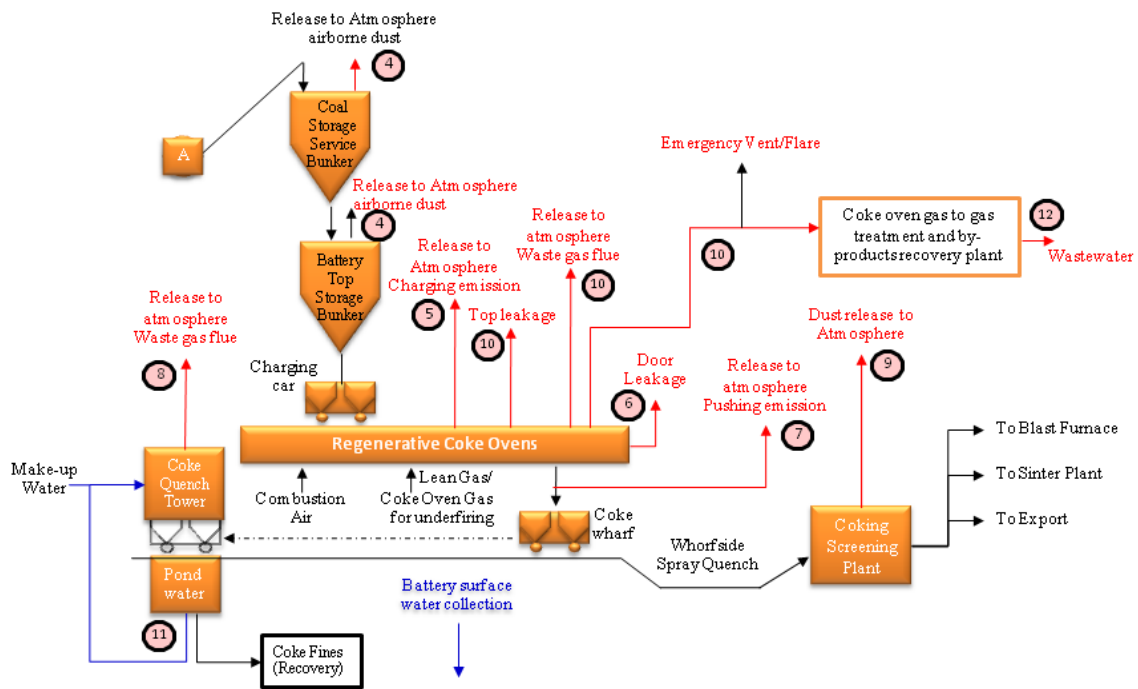 Release to Atmosphere
airborne dust
4
Coal
Storage
Service
Bunker
A
Release to Atmosphere
airborne dust
4
Battery
Top
Storage
Bunker
Charging
car
Release to
Atmosphere
Charging emission
5
Top leakage
10
Release to
atmosphere
Waste gas flue
10
Emergency Vent/Flare
10
Coke oven gas to gas
treatment and by-
products recovery plant
12
Wastewater
Release to
atmosphere
Waste gas flue
8
Door
Leakage
6
Release to
atmosphere
Pushing emission
7
Dust release to
Atmosphere
9
Regenerative Coke Ovens
Make-up
Water
Coke
Quench
Tower
Combustion
Air
Lean Gas/
Coke Oven Gas
for underfiring
Coke
wharf
Whorfside
Spray Quench
Coking
Screening
Plant
To Blast Furnace
To Sinter Plant
To Export
Pond
water
11
Coke Fines
(Recovery)
Battery surface
water collection